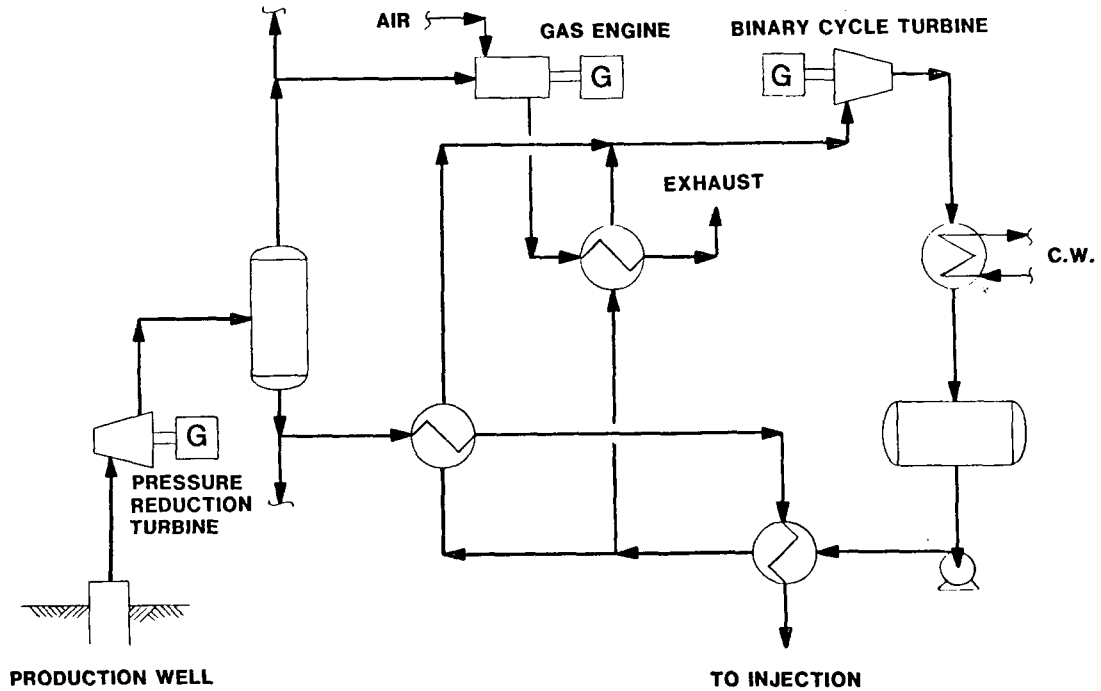 AIR
GAS ENGINE
G
BINARY CYCLE TURBINE
G
EXHAUST
C.W.
G
PRESSURE
REDUCTION
TURBINE
PRODUCTION WELL
TO INJECTION